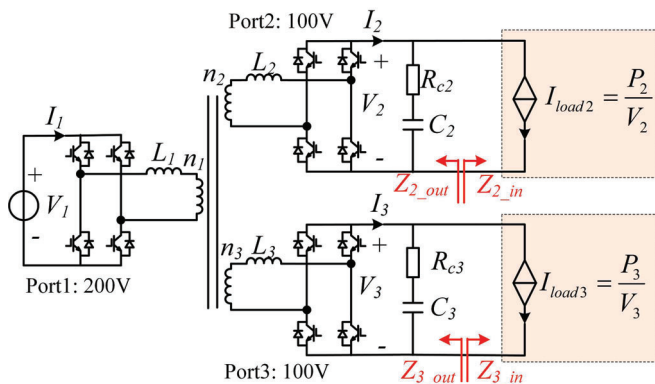 Port2: 100V
I2
n2
L2
+
V2
-
Rc2
C2
Iload2 = P2 / V2
Z2_out
Z2_in
I1
+
V1
-
L1
n1
Port1: 200V
I3
n3
L3
+
V3
-
Rc3
C3
Iload3 = P3 / V3
Z3_out
Z3_in
Port3: 100V